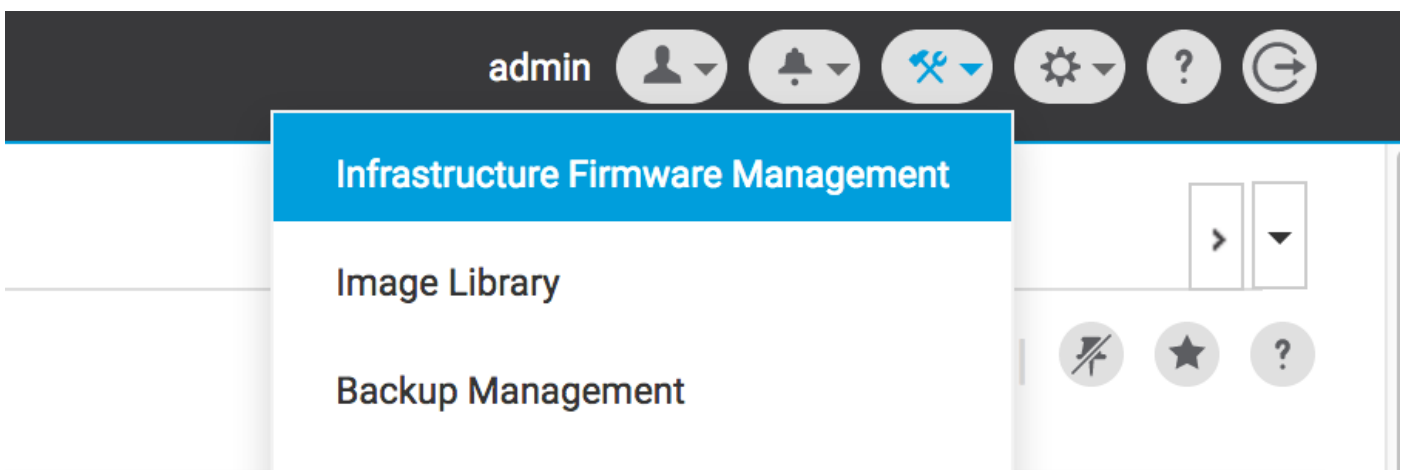 admin
?
Infrastructure Firmware Management
Image Library
?
Backup Management